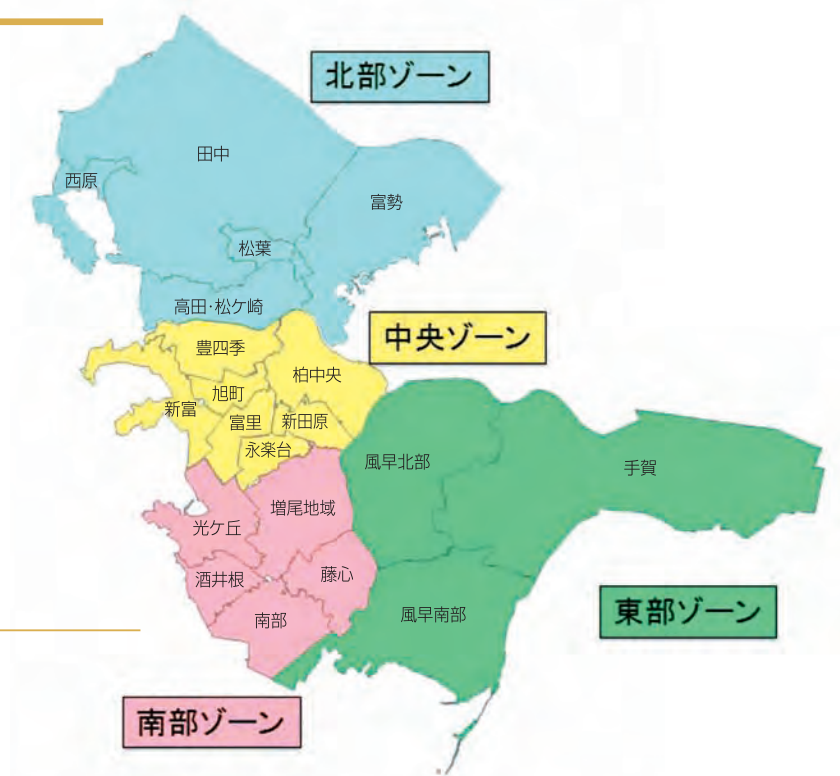 北部ゾーン
田中
西原
富勢
松葉
高田・松ケ崎
中央ゾーン
豊四季
柏中央
旭町
新富
富里
新田原
永楽台
風早北部
手賀
増尾地域
光ケ丘
藤心
酒井根
南部
風早南部
東部ゾーン
南部ゾーン